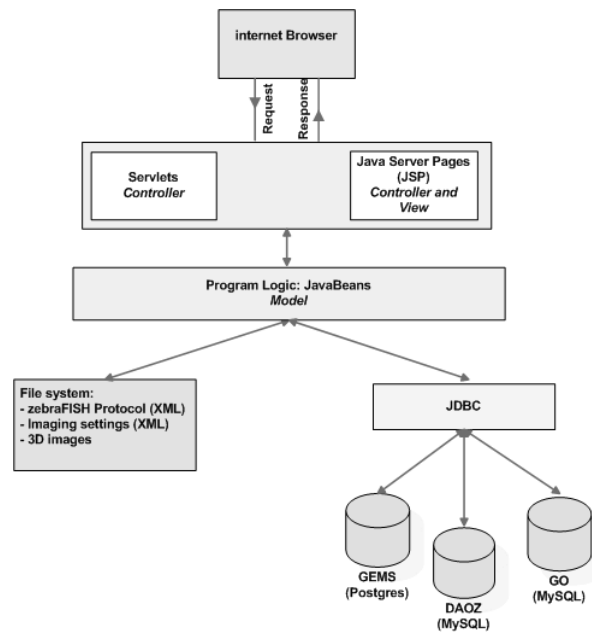 internet Browser
Request
Response
Servlets
Controller
Java Server Pages
(JSP)
Controller and
View
Program Logic: JavaBeans
Model
File system:
- zebraFISH Protocol (XML)
- Imaging settings (XML)
- 3D images
JDBC
GEMS
(Postgres)
DAOZ
(MySQL)
GO
(MySQL)